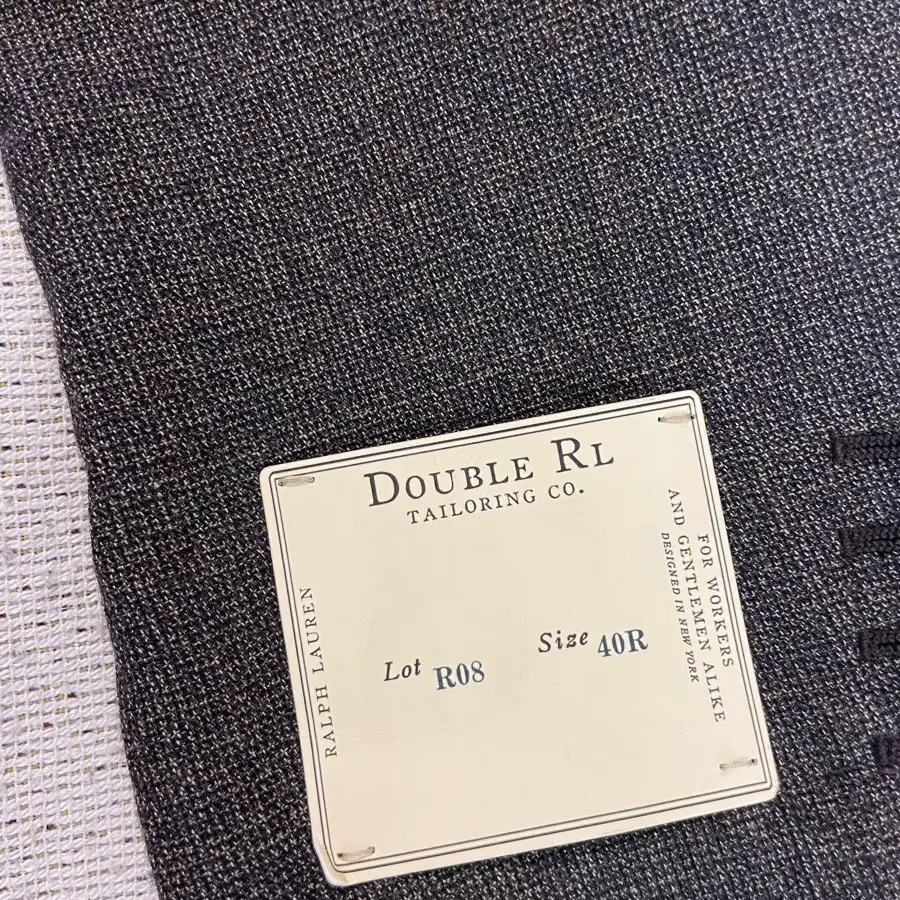 DOUBLE RL
TAILORING CO.
RALPH LAUREN
Lot R08
Size 40R
FOR WORKERS
AND GENTLEMEN ALIKE
DESIGNED IN NEW YORK